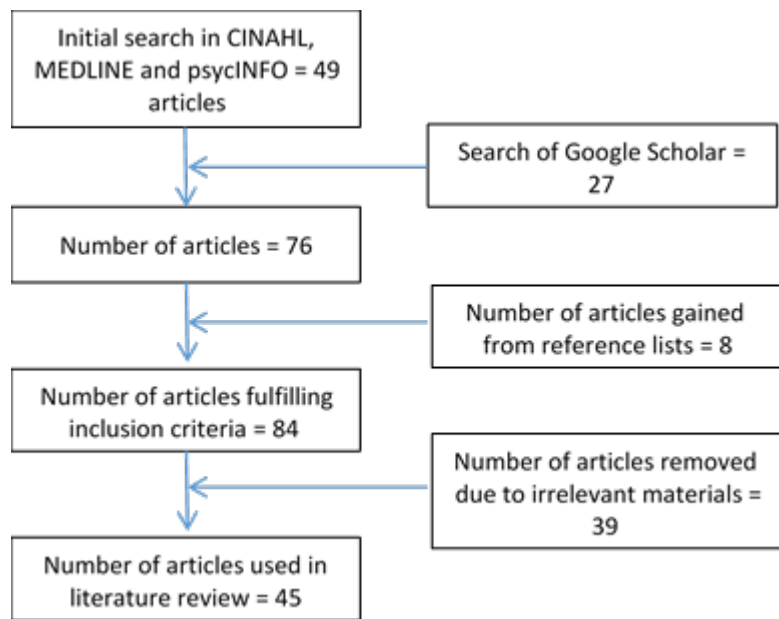 Initial search in CINAHL,
MEDLINE and psycINFO = 49
articles
Search of Google Scholar =
27
Number of articles = 76
Number of articles gained
from reference lists = 8
Number of articles fulfilling
inclusion criteria = 84
Number of articles removed
due to irrelevant materials =
39
Number of articles used in
literature review = 45